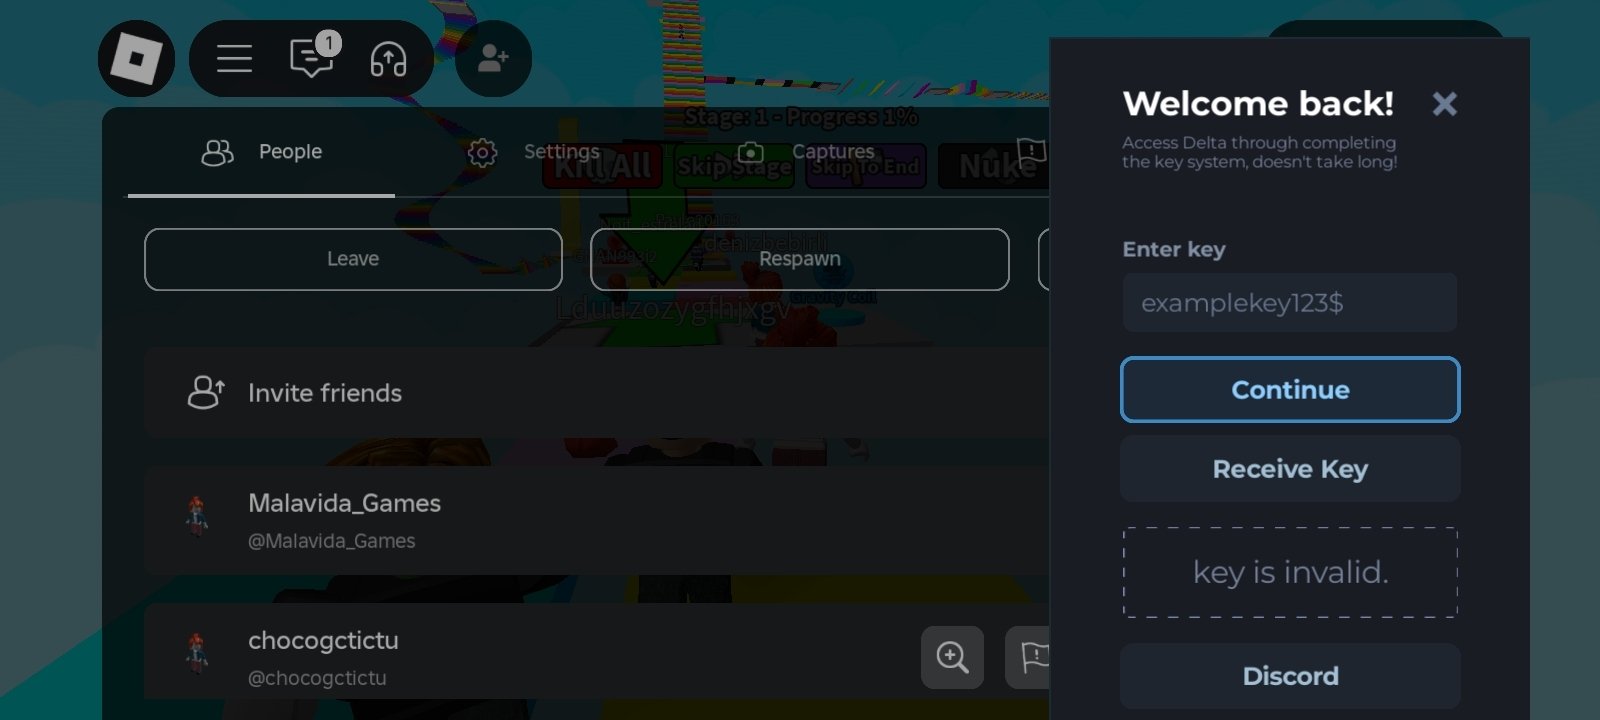 1
Stage: 1 - Progress 1%
People
Settings
Captures
Kill All
Skip Stage
Skip To End
Nuke
Leave
Respawn
denizbebirli
Gravity Coil
Lduuzozygfhjxgv
Invite friends
Malavida_Games
@Malavida_Games
chocogctictu
@chocogctictu
Welcome back!
Access Delta through completing
the key system, doesn't take long!
Enter key
examplekey123$
Continue
Receive Key
key is invalid.
Discord